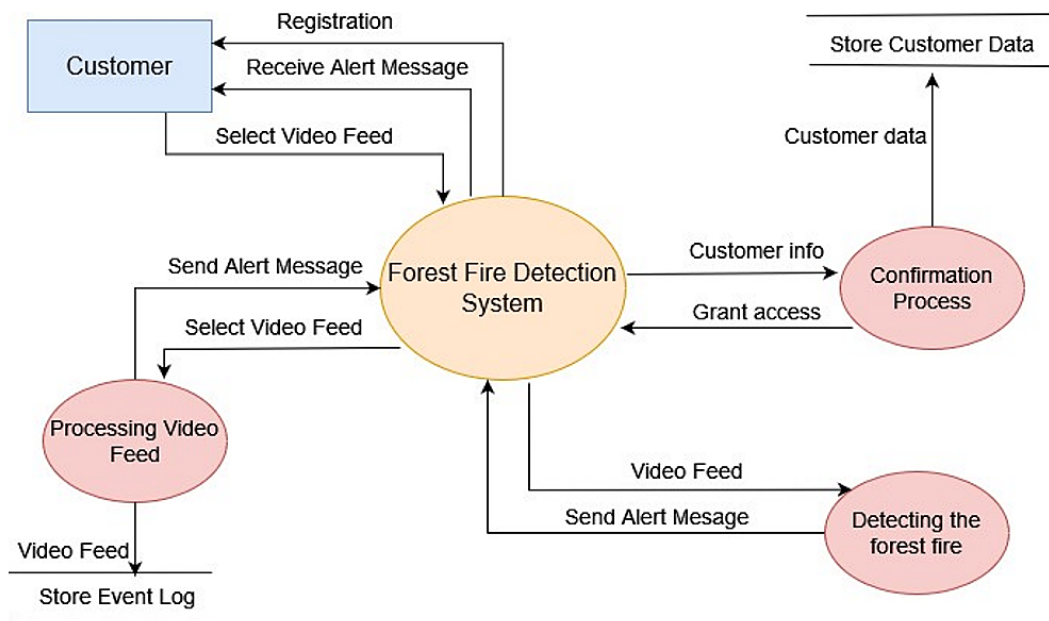 Registration
Customer
Receive Alert Message
Select Video Feed
Store Customer Data
Customer data
Forest Fire Detection
System
Customer info
Grant access
Confirmation
Process
Send Alert Message
Select Video Feed
Processing Video
Feed
Video Feed
Store Event Log
Video Feed
Send Alert Mesage
Detecting the
forest fire